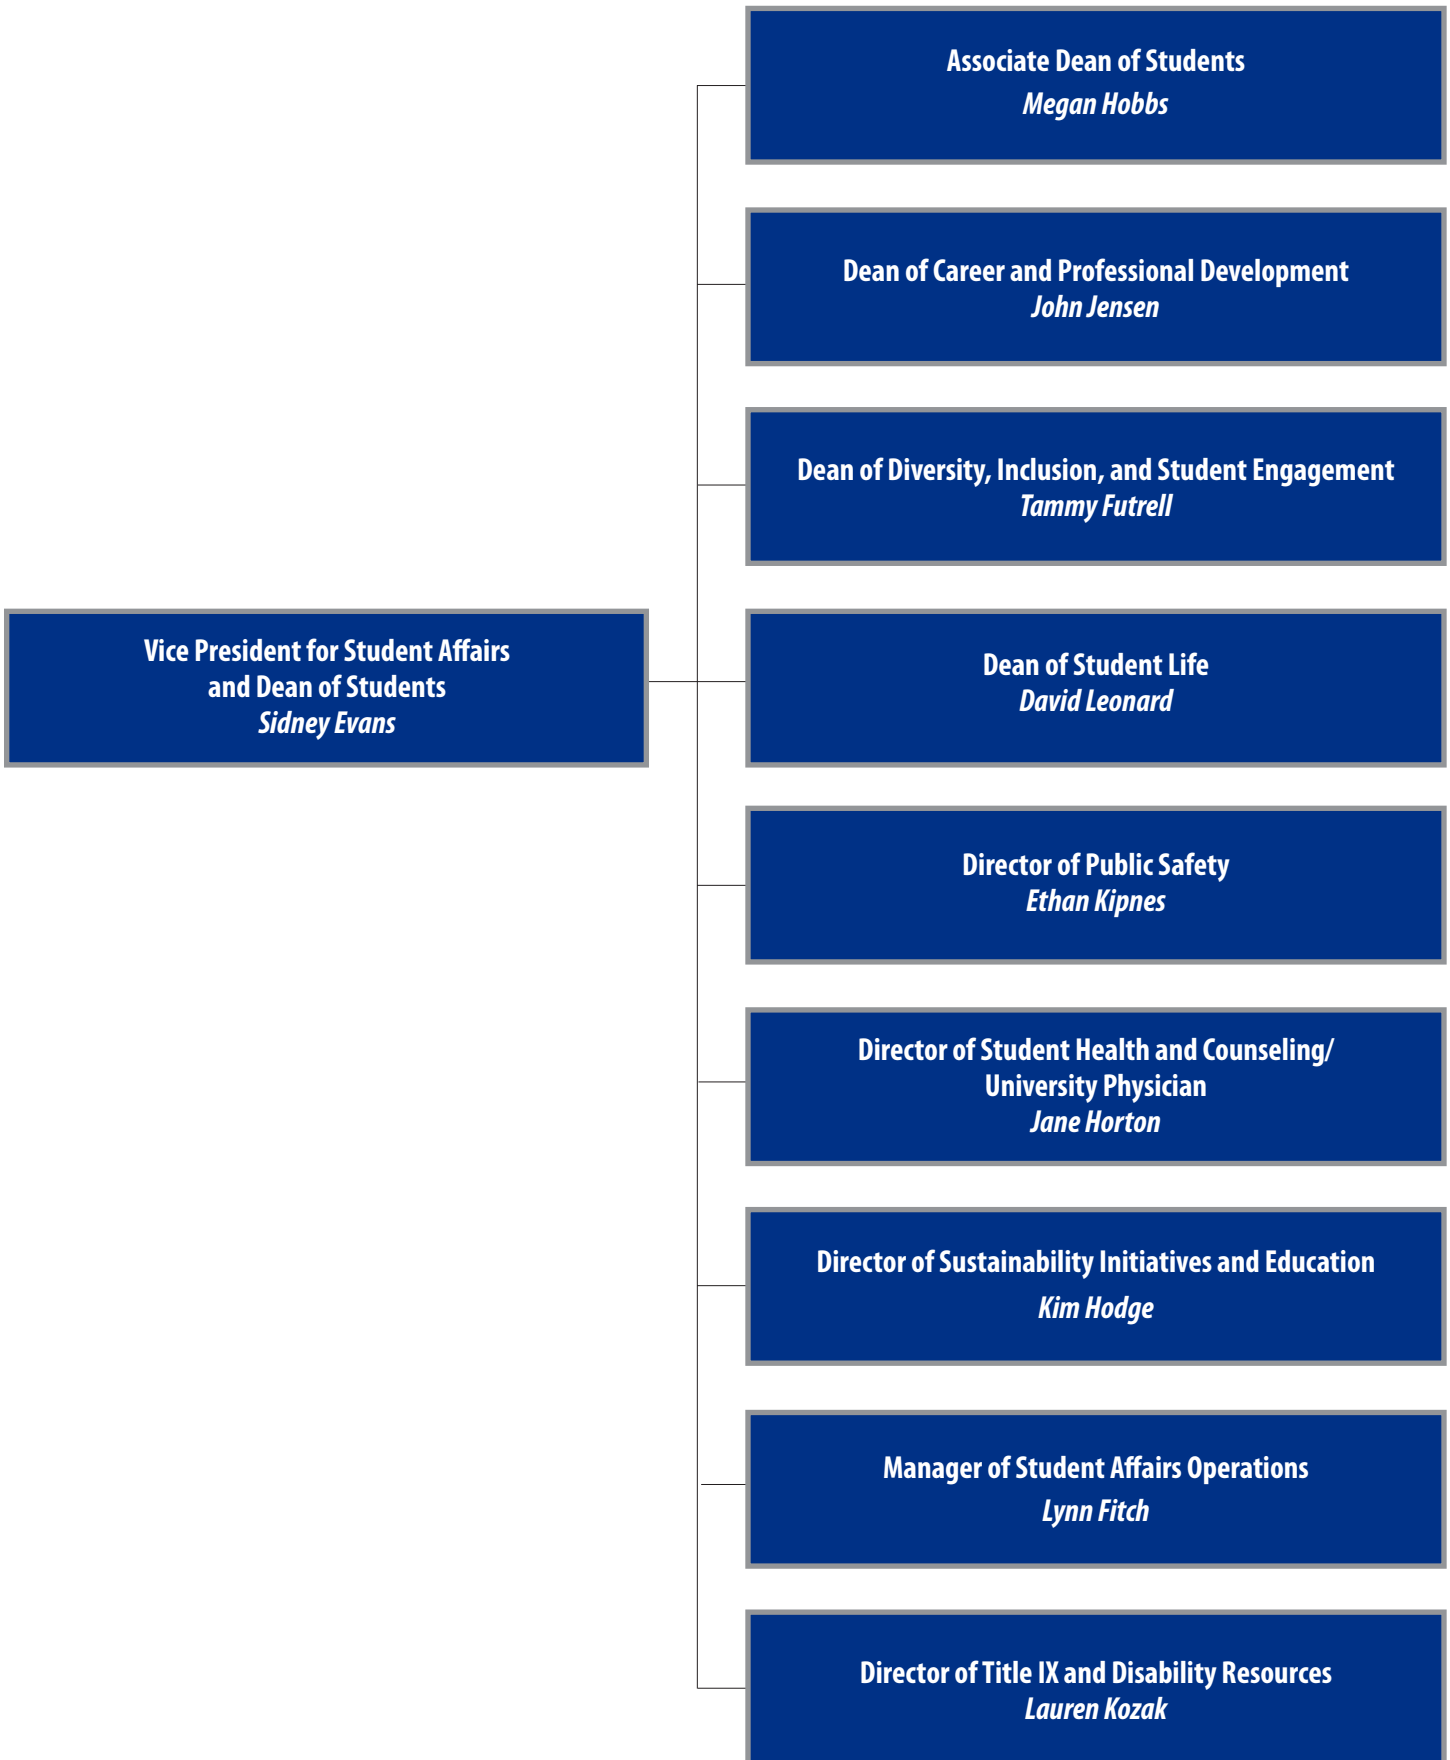 Associate Dean of Students
Megan Hobbs
Dean of Career and Professional Development
John Jensen
Dean of Diversity, Inclusion, and Student Engagement
Tammy Futrell
Vice President for Student Affairs
and Dean of Students
Sidney Evans
Dean of Student Life
David Leonard
Director of Public Safety
Ethan Kipnes
Director of Student Health and Counseling/
University Physician
Jane Horton
Director of Sustainability Initiatives and Education
Kim Hodge
Manager of Student Affairs Operations
Lynn Fitch
Director of Title IX and Disability Resources
Lauren Kozak